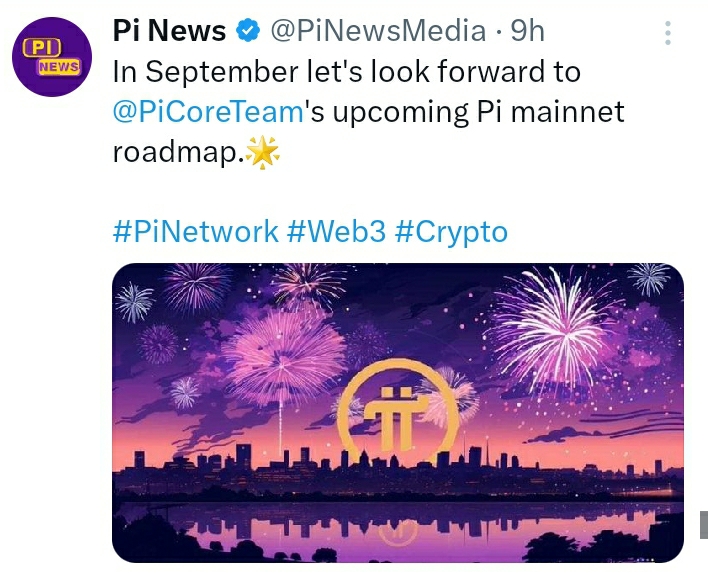 PI
NEWS
Pi News @PiNewsMedia · 9h
In September let's look forward to
@PiCoreTeam's upcoming Pi mainnet
roadmap.🌟
#PiNetwork #Web3 #Crypto